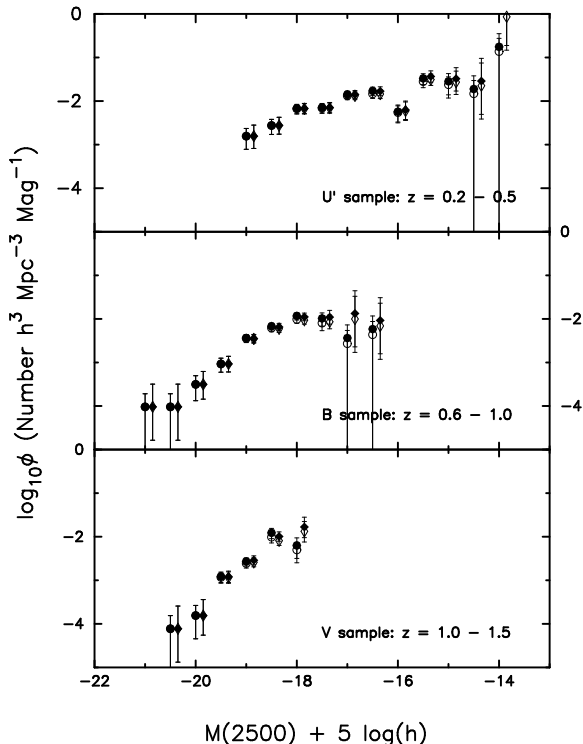 0
−2
−4
U' sample: z = 0.2 − 0.5
0
−2
−4
B sample: z = 0.6 − 1.0
0
−2
−4
V sample: z = 1.0 − 1.5
−22
−20
−18
−16
−14
M(2500) + 5 log(h)
log₁₀ϕ (Number h³ Mpc⁻³ Mag⁻¹)